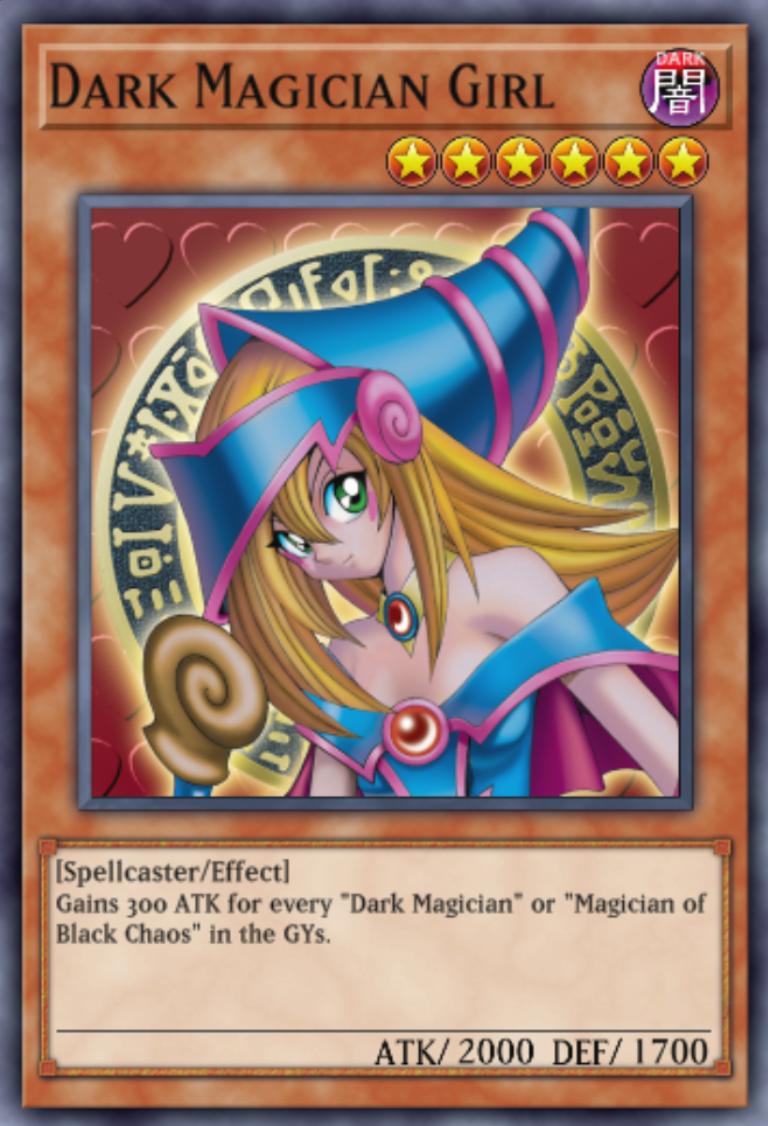 DARK MAGICIAN GIRL
DARK
闇
[Spellcaster/Effect]
Gains 300 ATK for every "Dark Magician" or "Magician of
Black Chaos" in the GYs.
ATK/ 2000 DEF/ 1700